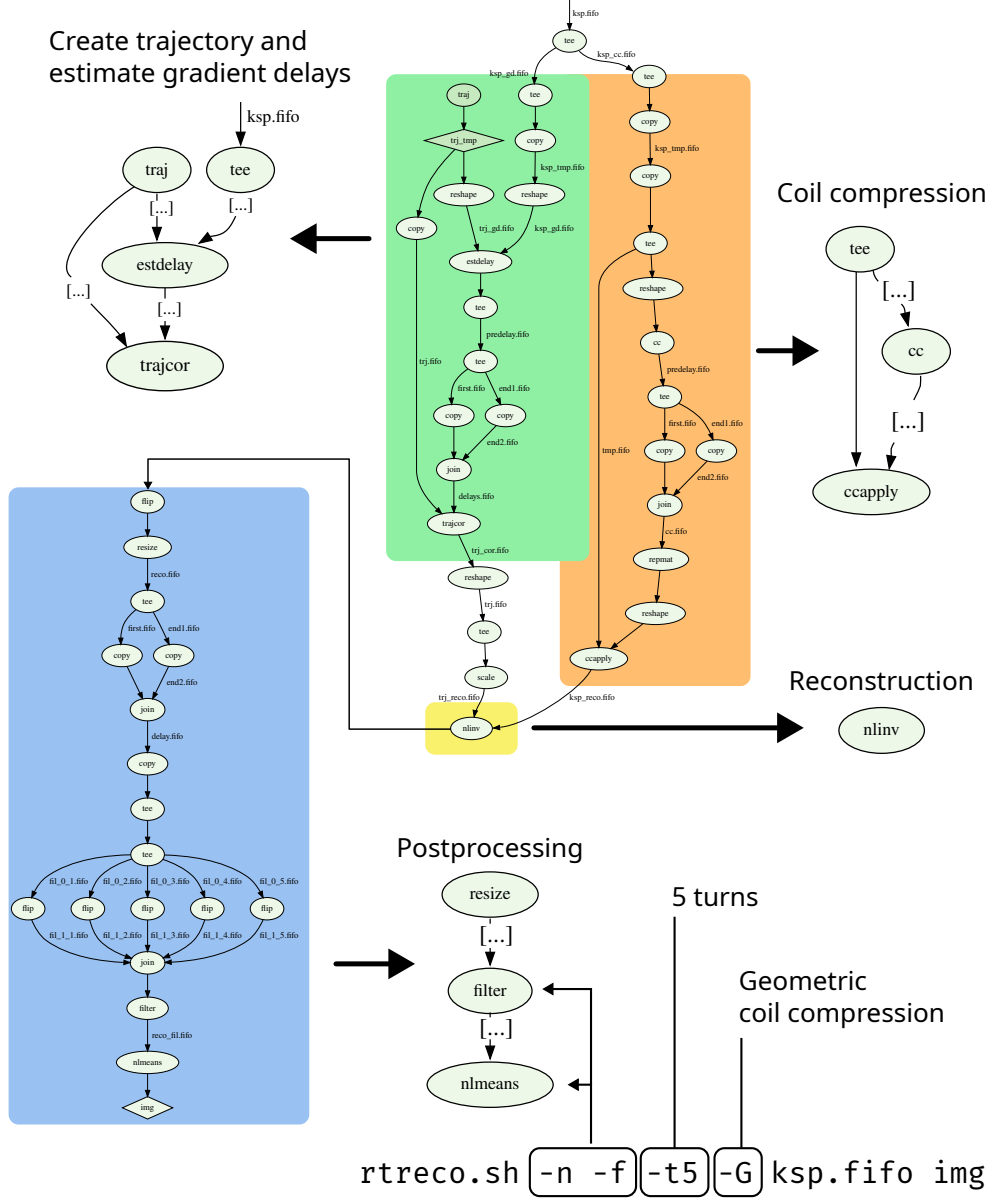 ksp.fifo
tee
ksp_cc.fifo
ksp_gd.fifo
Create trajectory and
estimate gradient delays
ksp.fifo
traj
tee
[...]
[...]
estdelay
[...]
[...]
trajcor
traj
tee
trj_tmp
copy
ksp_tmp.fifo
reshape
reshape
copy
trj_gd.fifo
ksp_gd.fifo
estdelay
tee
predelay.fifo
trj.fifo
tee
first.fifo
end1.fifo
copy
copy
end2.fifo
join
delays.fifo
trajcor
trj_cor.fifo
reshape
trj.fifo
tee
scale
trj_reco.fifo
ksp_reco.fifo
nlinv
tee
copy
ksp_tmp.fifo
copy
tee
reshape
cc
predelay.fifo
tee
first.fifo
end1.fifo
tmp.fifo
copy
copy
end2.fifo
join
cc.fifo
repmat
reshape
ccapply
Coil compression
tee
[...]
cc
[...]
ccapply
Reconstruction
nlinv
flip
resize
reco.fifo
tee
first.fifo
end1.fifo
copy
copy
end2.fifo
join
delay.fifo
copy
tee
tee
fil_0_1.fifo
fil_0_2.fifo
fil_0_3.fifo
fil_0_4.fifo
fil_0_5.fifo
flip
flip
flip
flip
flip
fil_1_1.fifo
fil_1_2.fifo
fil_1_3.fifo
fil_1_4.fifo
fil_1_5.fifo
join
filter
reco_fil.fifo
nlmeans
img
Postprocessing
resize
[...]
filter
[...]
nlmeans
5 turns
Geometric
coil compression
rtreco.sh -n -f -t5 -G ksp.fifo img